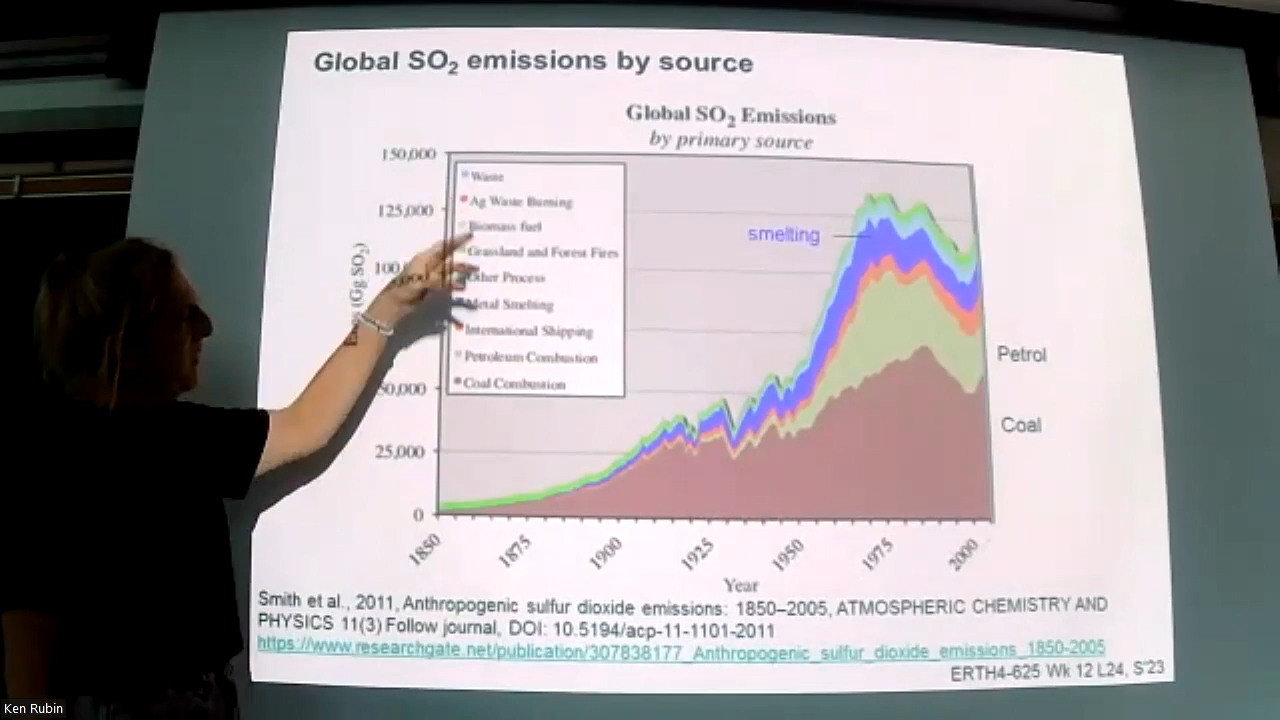 Global SO₂ emissions by source
Global SO₂ Emissions
by primary source
150,000
125,000
50,000
25,000
0
(Gg SO₂)
Waste
Ag Waste Burning
Biomass fuel
Grassland and Forest Fires
Other Process
Metal Smelting
International Shipping
Petroleum Combustion
Coal Combustion
smelting
Petrol
Coal
1850
1875
1900
1925
1950
1975
2000
Year
Smith et al., 2011, Anthropogenic sulfur dioxide emissions: 1850–2005, ATMOSPHERIC CHEMISTRY AND
PHYSICS 11(3) Follow journal, DOI: 10.5194/acp-11-1101-2011
https://www.researchgate.net/publication/307838177_Anthropogenic_sulfur_dioxide_emissions_1850-2005
ERTH4-625 Wk 12 L24, S'23
Ken Rubin